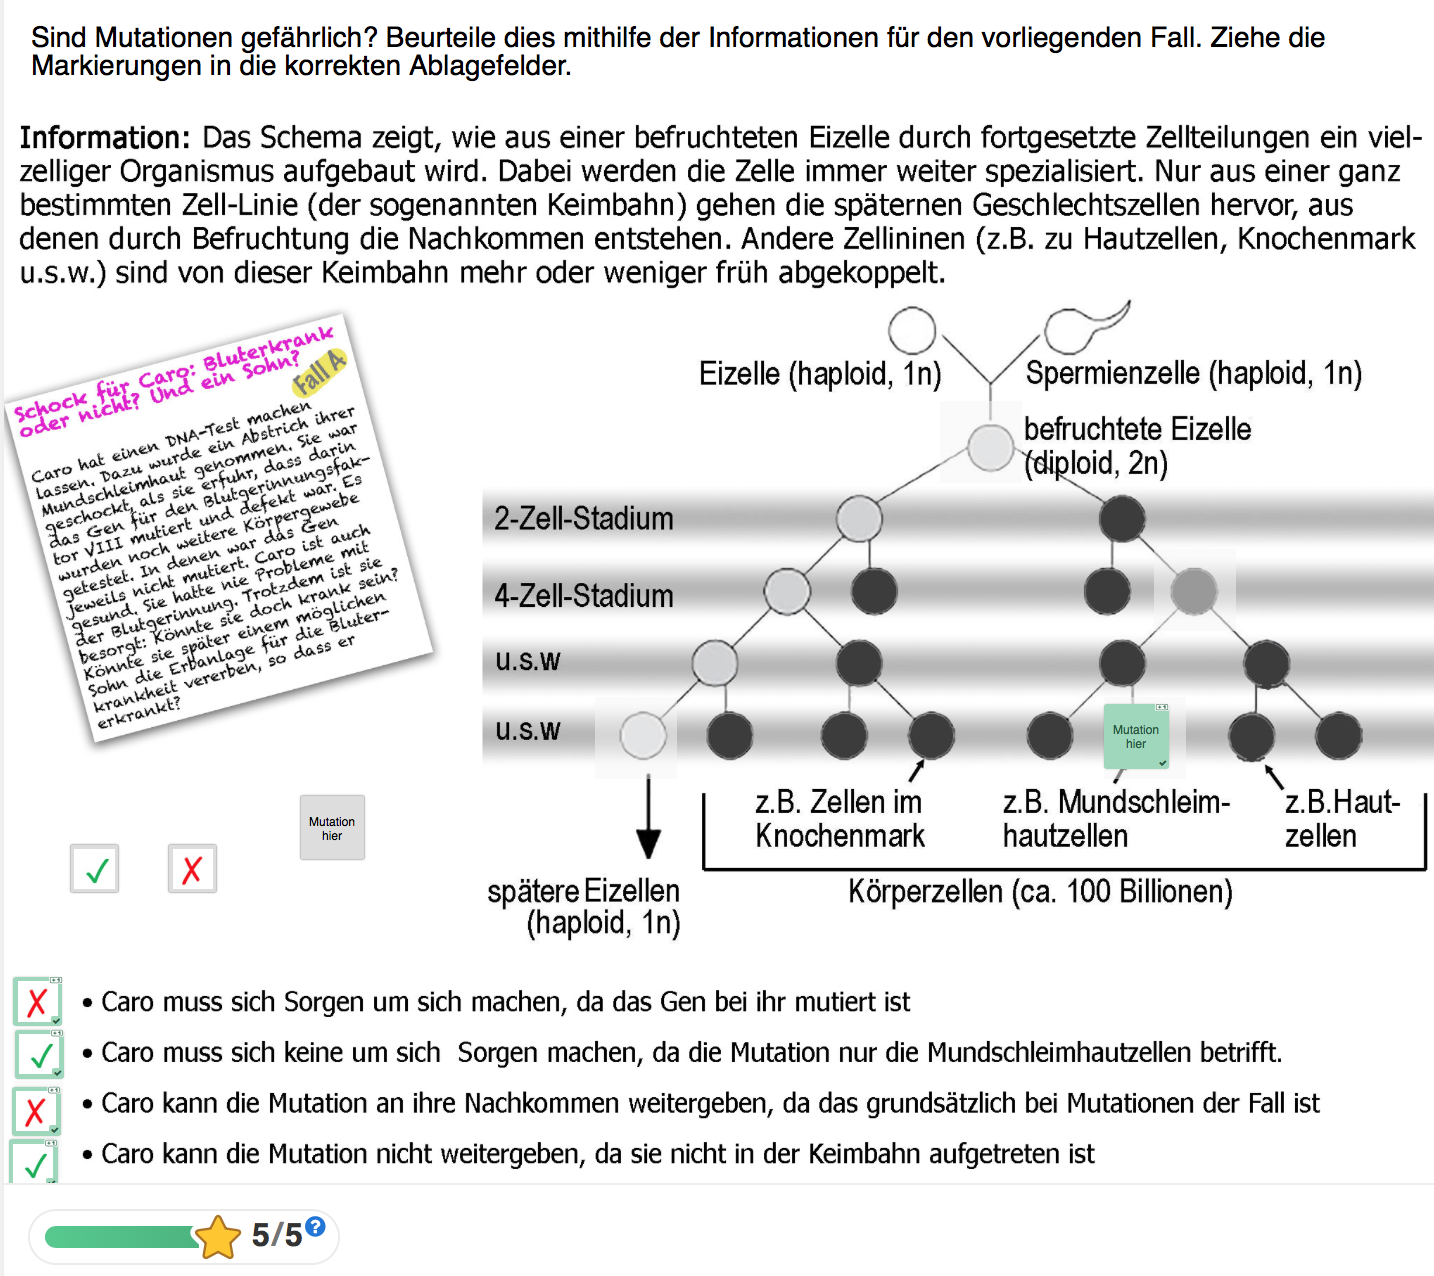 Sind Mutationen gefährlich? Beurteile dies mithilfe der Informationen für den vorliegenden Fall. Ziehe die
Markierungen in die korrekten Ablagefelder.
Information: Das Schema zeigt, wie aus einer befruchteten Eizelle durch fortgesetzte Zellteilungen ein viel-
zelliger Organismus aufgebaut wird. Dabei werden die Zelle immer weiter spezialisiert. Nur aus einer ganz
bestimmten Zell-Linie (der sogenannten Keimbahn) gehen die späternen Geschlechtszellen hervor, aus
denen durch Befruchtung die Nachkommen entstehen. Andere Zellininen (z.B. zu Hautzellen, Knochenmark
u.s.w.) sind von dieser Keimbahn mehr oder weniger früh abgekoppelt.
Schock für Caro: Bluterkrank
oder nicht? Und ein Sohn?
Fall A
Caro hat einen DNA-Test machen
lassen. Dazu wurde ein Abstrich ihrer
Mundschleimhaut genommen. Sie war
geschockt, als sie erfuhr, dass darin
das Gen für den Blutgerinnungsfak-
tor VIII mutiert und defekt war. Es
wurden noch weitere Körpergewebe
getestet. In denen war das Gen
jeweils nicht mutiert. Caro ist auch
gesund. Sie hatte nie Probleme mit
der Blutgerinnung. Trotzdem ist sie
besorgt: Könnte sie doch krank sein?
Könnte sie später einem möglichen
Sohn die Erbanlage für die Bluter-
krankheit vererben, so dass er
erkrankt?
Eizelle (haploid, 1n)
Spermienzelle (haploid, 1n)
befruchtete Eizelle
(diploid, 2n)
2-Zell-Stadium
4-Zell-Stadium
u.s.w
u.s.w
Mutation
hier
z.B. Zellen im
Knochenmark
z.B. Mundschleim-
hautzellen
z.B.Haut-
zellen
Mutation
hier
spätere Eizellen
(haploid, 1n)
Körperzellen (ca. 100 Billionen)
• Caro muss sich Sorgen um sich machen, da das Gen bei ihr mutiert ist
• Caro muss sich keine um sich Sorgen machen, da die Mutation nur die Mundschleimhautzellen betrifft.
• Caro kann die Mutation an ihre Nachkommen weitergeben, da das grundsätzlich bei Mutationen der Fall ist
• Caro kann die Mutation nicht weitergeben, da sie nicht in der Keimbahn aufgetreten ist
5/5
?